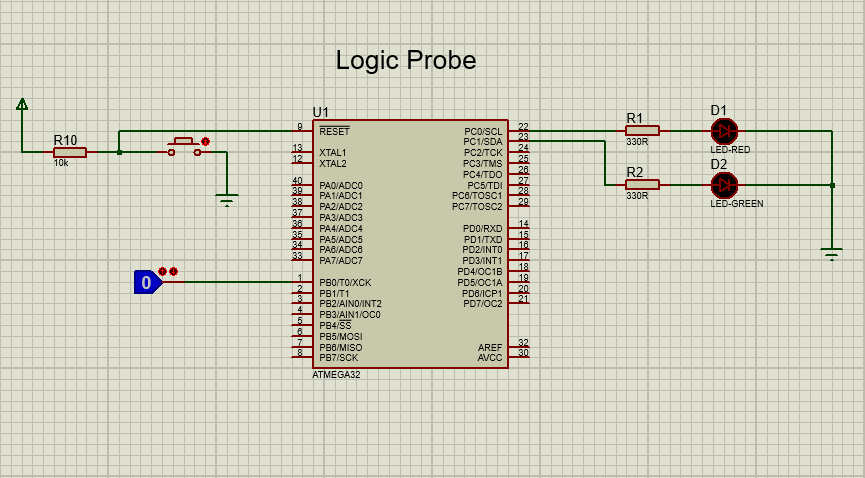 Logic Probe
R10
10k
0
U1
9 RESET
13 XTAL1
12 XTAL2
40 PA0/ADC0
39 PA1/ADC1
38 PA2/ADC2
37 PA3/ADC3
36 PA4/ADC4
35 PA5/ADC5
34 PA6/ADC6
33 PA7/ADC7
1 PB0/T0/XCK
2 PB1/T1
3 PB2/AIN0/INT2
4 PB3/AIN1/OC0
5 PB4/SS
6 PB5/MOSI
7 PB6/MISO
8 PB7/SCK
PC0/SCL 22
PC1/SDA 23
PC2/TCK 24
PC3/TMS 25
PC4/TDO 26
PC5/TDI 27
PC6/TOSC1 28
PC7/TOSC2 29
PD0/RXD 14
PD1/TXD 15
PD2/INT0 16
PD3/INT1 17
PD4/OC1B 18
PD5/OC1A 19
PD6/ICP1 20
PD7/OC2 21
AREF 32
AVCC 30
ATMEGA32
R1
330R
D1
LED-RED
R2
330R
D2
LED-GREEN